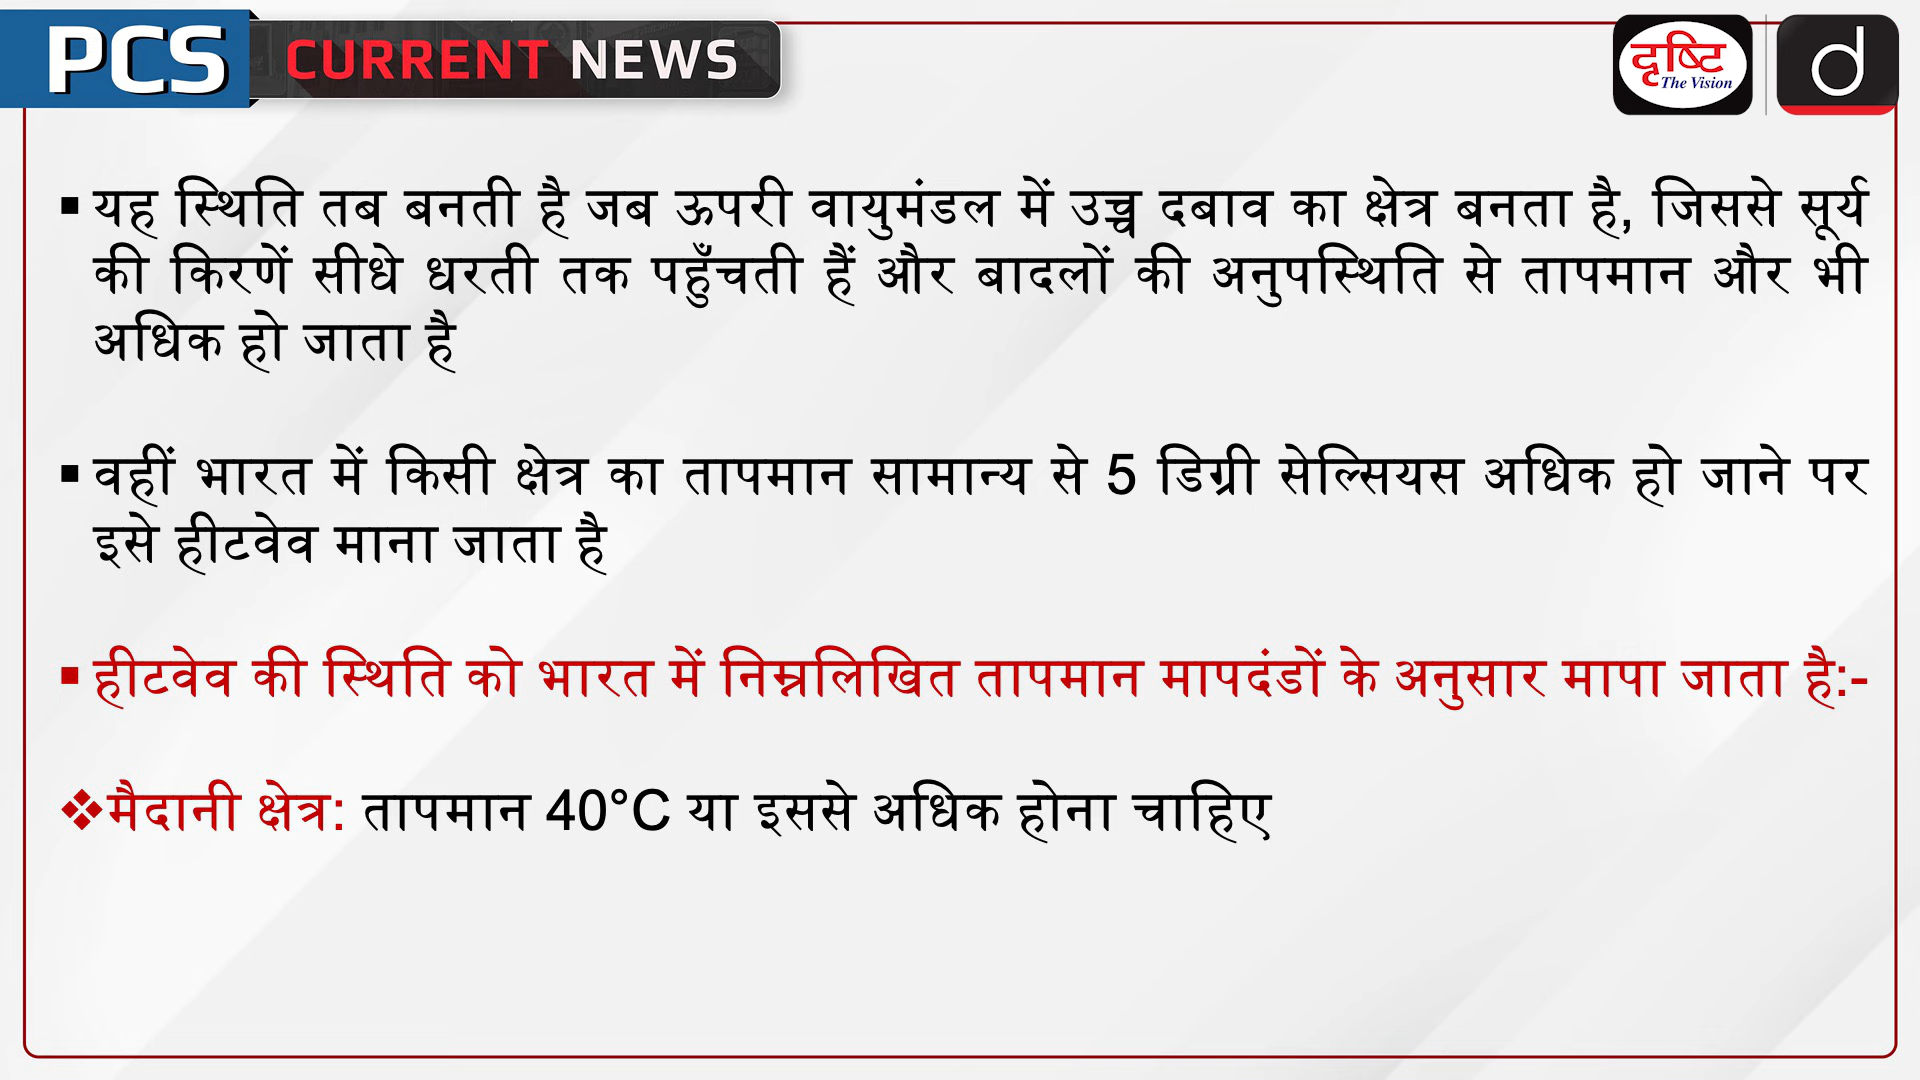 PCS CURRENT NEWS
दृष्टि
The Vision
d
▪ यह स्थिति तब बनती है जब ऊपरी वायुमंडल में उच्च दबाव का क्षेत्र बनता है, जिससे सूर्य
की किरणें सीधे धरती तक पहुँचती हैं और बादलों की अनुपस्थिति से तापमान और भी
अधिक हो जाता है
▪ वहीं भारत में किसी क्षेत्र का तापमान सामान्य से 5 डिग्री सेल्सियस अधिक हो जाने पर
इसे हीटवेव माना जाता है
▪ हीटवेव की स्थिति को भारत में निम्नलिखित तापमान मापदंडों के अनुसार मापा जाता है:-
❖मैदानी क्षेत्र: तापमान 40°C या इससे अधिक होना चाहिए